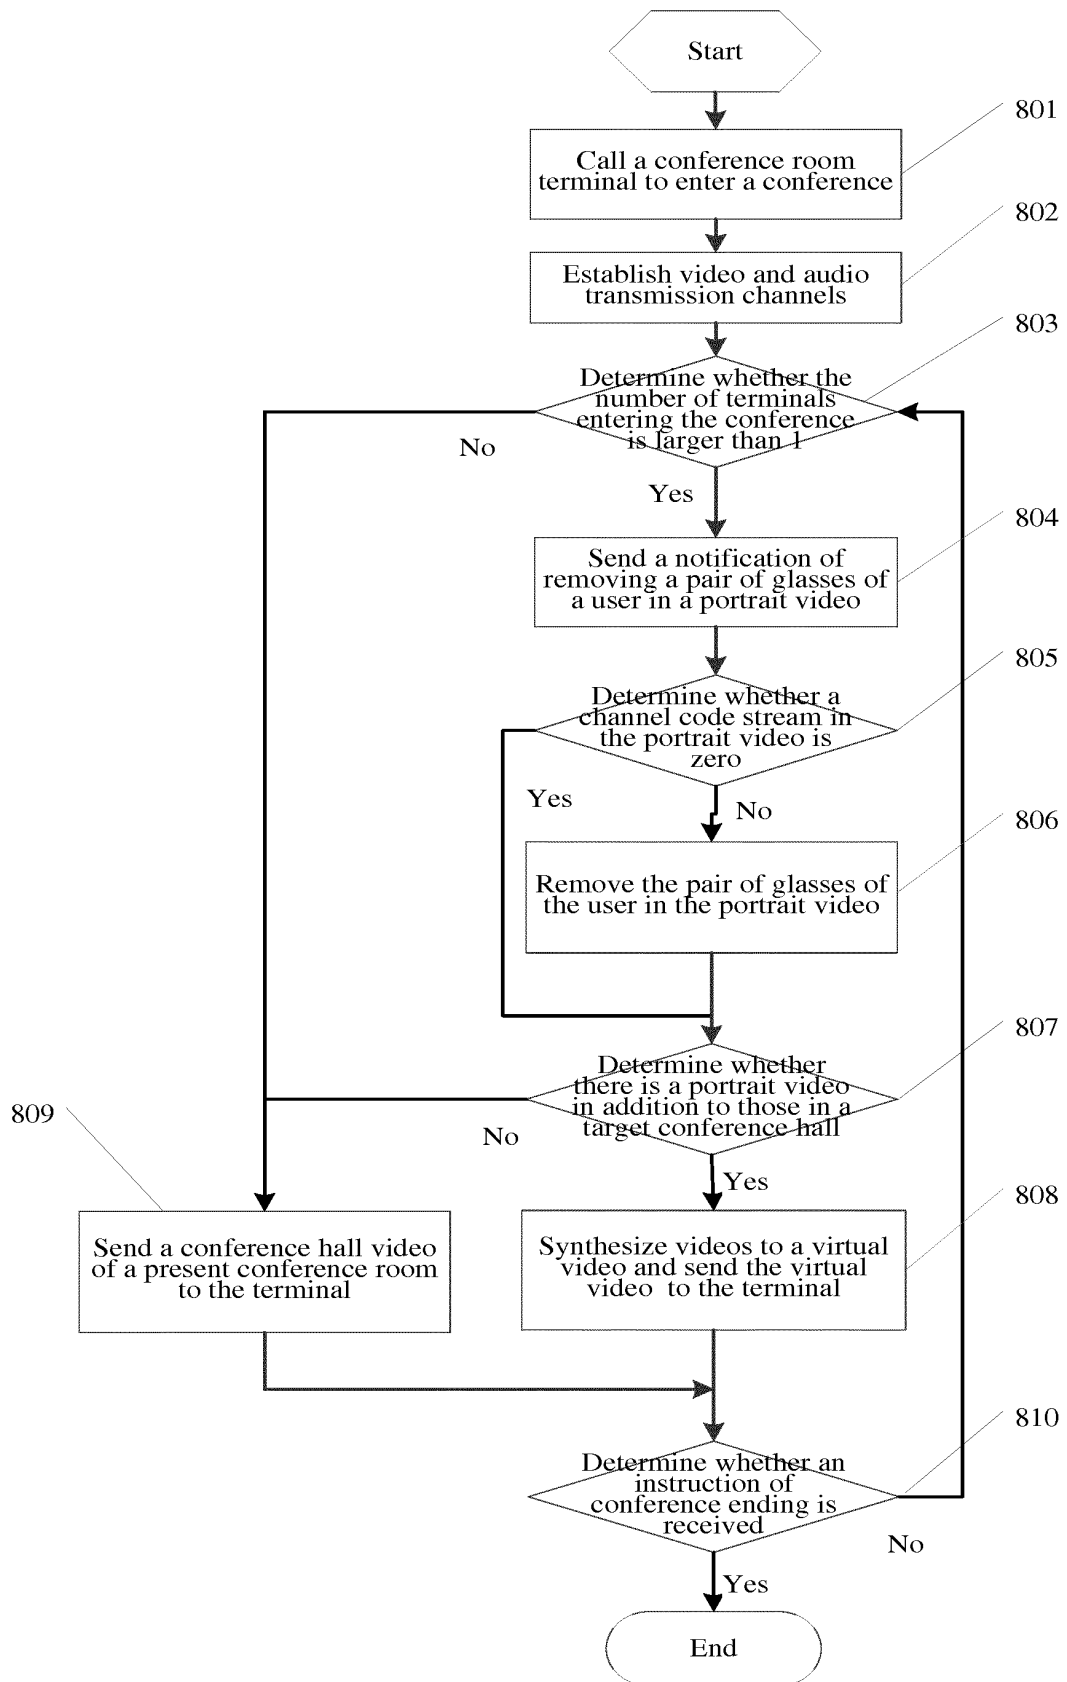 Start
801
Call a conference room
terminal to enter a conference
802
Establish video and audio
transmission channels
803
Determine whether the
number of terminals
entering the conference
is larger than 1
No
Yes
804
Send a notification of
removing a pair of glasses of
a user in a portrait video
805
Determine whether a
channel code stream in
the portrait video is
zero
Yes
No
806
Remove the pair of glasses of
the user in the portrait video
807
Determine whether
there is a portrait video
in addition to those in a
target conference hall
809
No
Yes
808
Send a conference hall video
of a present conference room
to the terminal
Synthesize videos to a virtual
video and send the virtual
video to the terminal
810
Determine whether an
instruction of
conference ending is
received
No
Yes
End